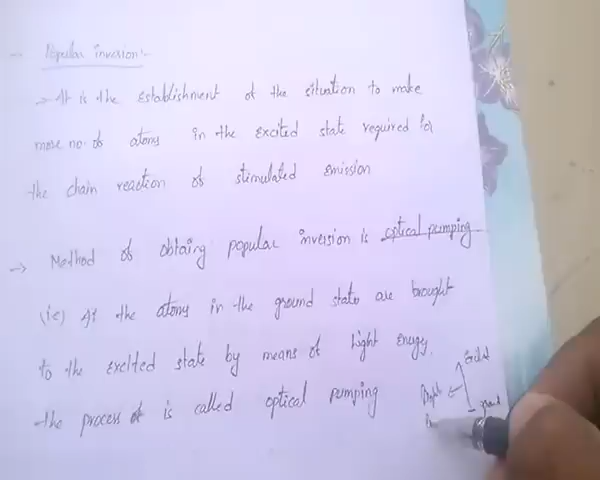 → Popular inversion:-
→ It is the establishment of the situation to make
more no. of atoms in the excited state required for
the chain reaction of stimulated emission
→ Method of obtaing popular inversion is optical pumping
(ie) If the atoms in the ground state are brought
to the excited state by means of light energy.
the process of is called optical pumping